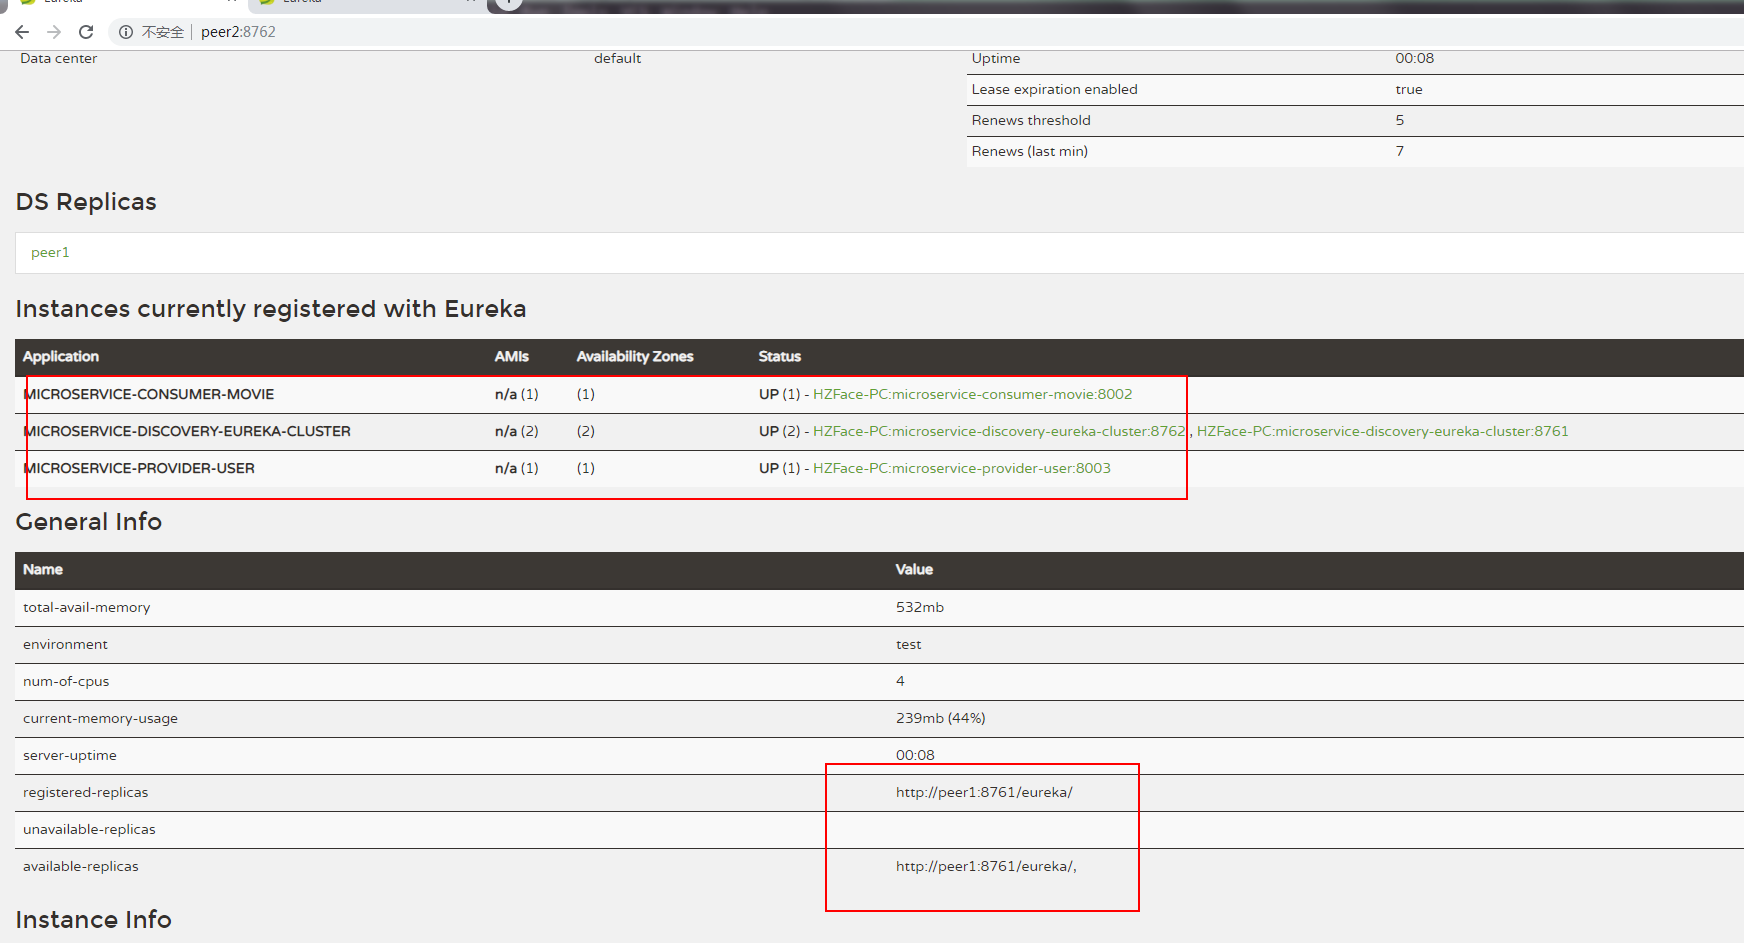 Eureka Eureka
不安全 peer2:8762
Data center default Uptime 00:08
Lease expiration enabled true
Renews threshold 5
Renews (last min) 7
DS Replicas
peer1
Instances currently registered with Eureka
Application AMIs Availability Zones Status
MICROSERVICE-CONSUMER-MOVIE n/a (1) (1) UP (1) - HZFace-PC:microservice-consumer-movie:8002
MICROSERVICE-DISCOVERY-EUREKA-CLUSTER n/a (2) (2) UP (2) - HZFace-PC:microservice-discovery-eureka-cluster:8762 , HZFace-PC:microservice-discovery-eureka-cluster:8761
MICROSERVICE-PROVIDER-USER n/a (1) (1) UP (1) - HZFace-PC:microservice-provider-user:8003
General Info
Name Value
total-avail-memory 532mb
environment test
num-of-cpus 4
current-memory-usage 239mb (44%)
server-uptime 00:08
registered-replicas http://peer1:8761/eureka/
unavailable-replicas
available-replicas http://peer1:8761/eureka/,
Instance Info